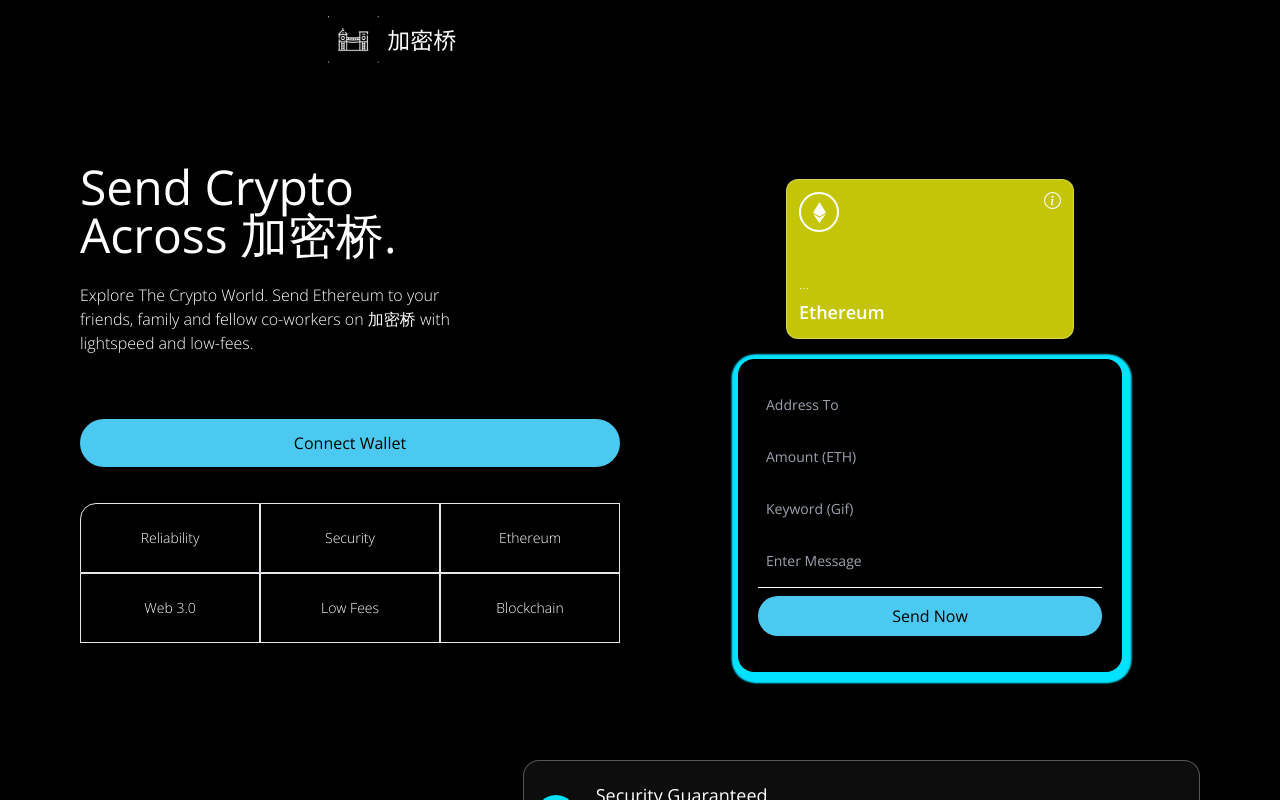 加密桥
Send Crypto
Across 加密桥.
Explore The Crypto World. Send Ethereum to your
friends, family and fellow co-workers on 加密桥 with
lightspeed and low-fees.
Connect Wallet
Reliability
Security
Ethereum
Web 3.0
Low Fees
Blockchain
...
Ethereum
Address To
Amount (ETH)
Keyword (Gif)
Enter Message
Send Now
Security Guaranteed